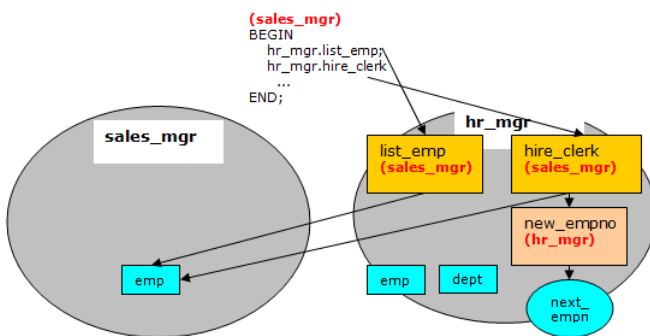 (sales_mgr)
BEGIN
hr_mgr.list_emp;
hr_mgr.hire_clerk
...
END;
sales_mgr
hr_mgr
list_emp
(sales_mgr)
hire_clerk
(sales_mgr)
new_empno
(hr_mgr)
emp
emp
dept
next_
empn